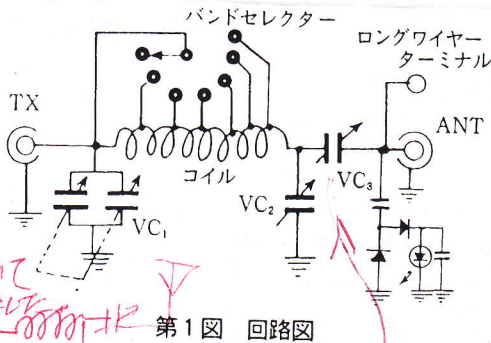 バンドセレクター
ロングワイヤー
ターミナル
TX
ANT
コイル
VC₁
VC₂
VC₃
第1図 回路図